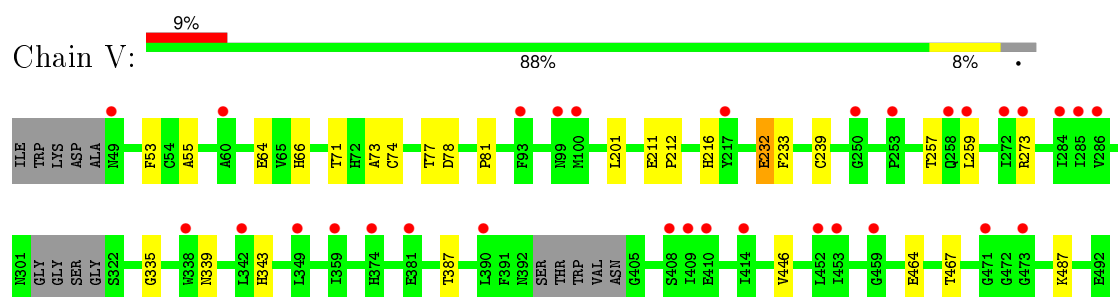 9%
Chain V:
88% 8% •
ILE TRP LYS ASP ALA N49 F53 C54 A55 A60 E64 V65 H66 T71 H72 A73 C74 T77 D78 P81 F93 N99 M100 L201 E211 P212 H216 Y217 E232 F233 C239 G250 P253 T257 Q258 L259 I272 R273 I284 I285 V286
N301 GLY GLY SER GLY S322 G335 W338 N339 L342 H343 L349 I359 H374 E381 T387 L390 F391 N392 SER THR TRP VAL ASN G405 S408 I409 E410 I414 V446 L452 I453 G459 E464 T467 G471 G472 G473 K487 E492